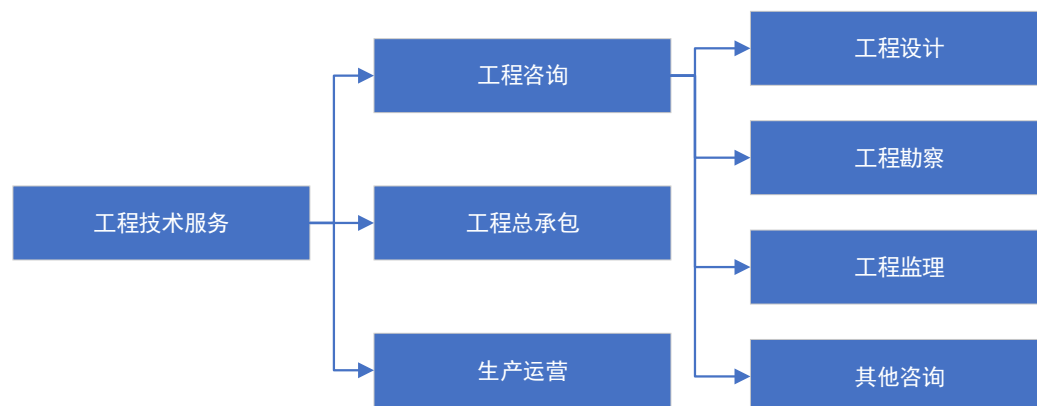 工程技术服务
工程咨询
工程总承包
生产运营
工程设计
工程勘察
工程监理
其他咨询